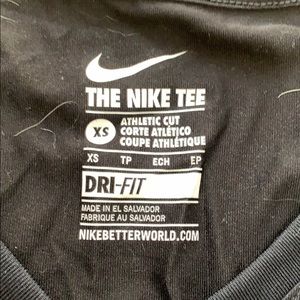 THE NIKE TEE
XS
ATHLETIC CUT
CORTE ATLÉTICO
COUPE ATHLÉTIQUE
XS TP ECH EP
DRI-FIT
MADE IN EL SALVADOR
FABRIQUE AU SALVADOR
NIKEBETTERWORLD.COM